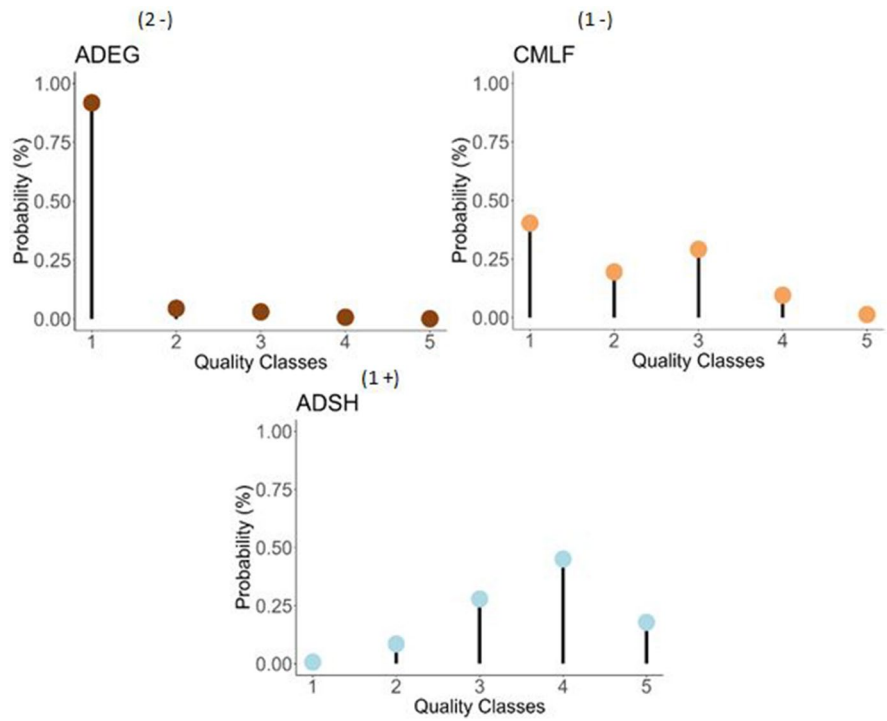 (2 -)
ADEG
1.00
0.75
0.50
0.25
0.00
Probability (%)
1 2 3 4 5
Quality Classes
(1 -)
CMLF
1.00
0.75
0.50
0.25
0.00
Probability (%)
1 2 3 4 5
Quality Classes
(1 +)
ADSH
1.00
0.75
0.50
0.25
0.00
Probability (%)
1 2 3 4 5
Quality Classes